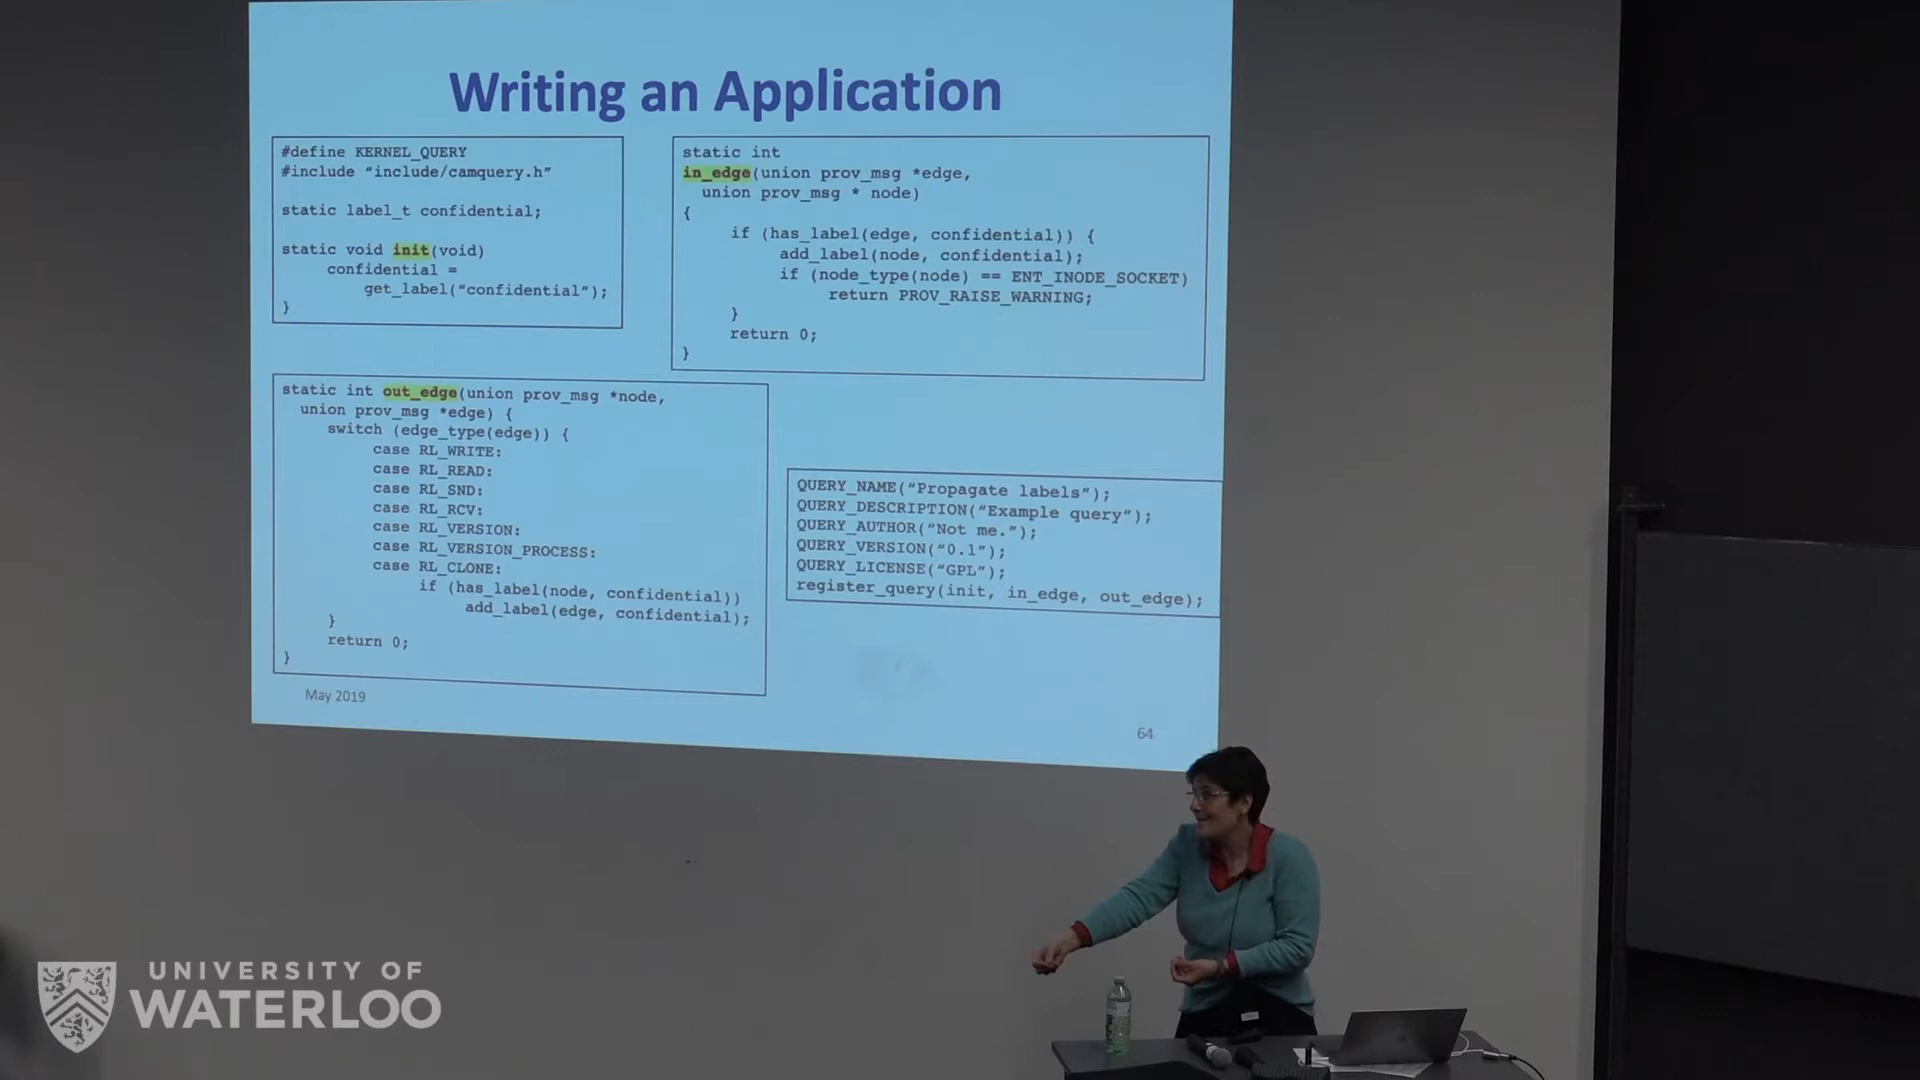 Writing an Application
#define KERNEL_QUERY
#include “include/camquery.h”
static label_t confidential;
static void init(void)
confidential =
get_label(“confidential”);
}
static int
in_edge(union prov_msg *edge,
union prov_msg * node)
{
if (has_label(edge, confidential)) {
add_label(node, confidential);
if (node_type(node) == ENT_INODE_SOCKET)
return PROV_RAISE_WARNING;
}
return 0;
}
static int out_edge(union prov_msg *node,
union prov_msg *edge) {
switch (edge_type(edge)) {
case RL_WRITE:
case RL_READ:
case RL_SND:
case RL_RCV:
case RL_VERSION:
case RL_VERSION_PROCESS:
case RL_CLONE:
if (has_label(node, confidential))
add_label(edge, confidential);
}
return 0;
}
QUERY_NAME(“Propagate labels”);
QUERY_DESCRIPTION(“Example query”);
QUERY_AUTHOR(“Not me.”);
QUERY_VERSION(“0.1”);
QUERY_LICENSE(“GPL”);
register_query(init, in_edge, out_edge);
May 2019
64
UNIVERSITY OF
WATERLOO